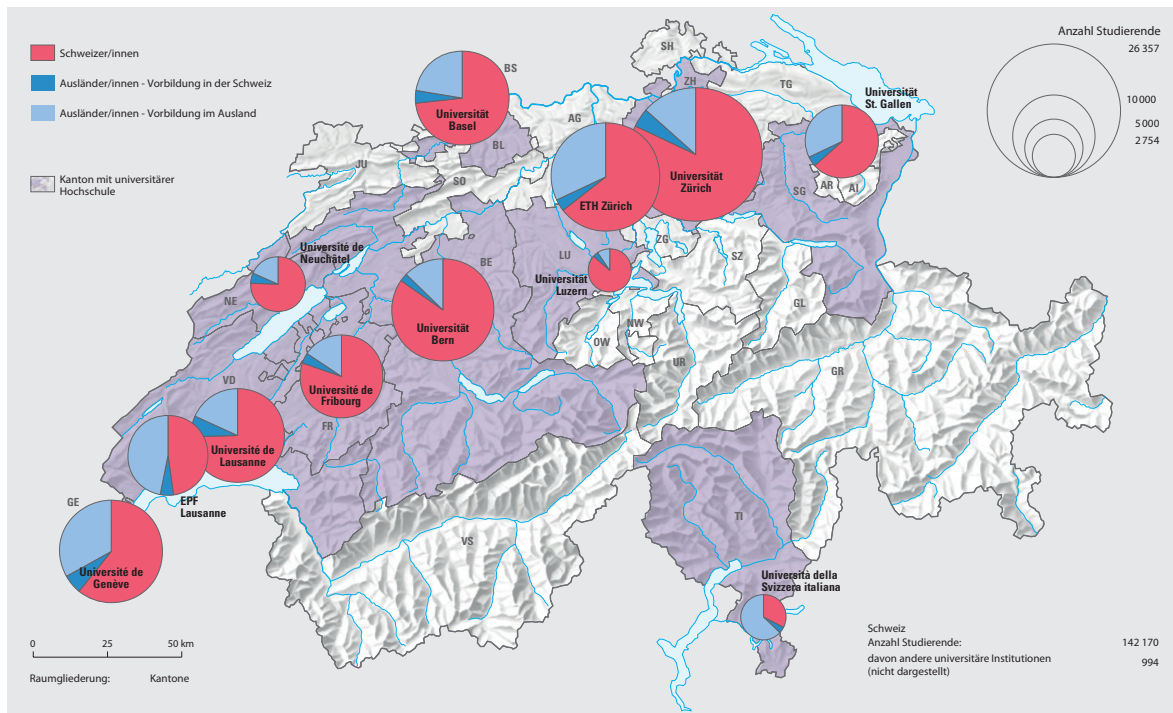 Schweizer/innen
Ausländer/innen - Vorbildung in der Schweiz
Ausländer/innen - Vorbildung im Ausland
Kanton mit universitärer
Hochschule
Anzahl Studierende
26 357
10 000
5000
2 754
SH
BS
ZH
TG
Universität
St. Gallen
Universität
Basel
AG
BL
JU
SO
Universität
Zürich
ETH Zürich
SG
AR
AI
Université de
Neuchâtel
NE
BE
LU
ZG
SZ
Universität
Luzern
GL
Universität
Bern
NW
OW
UR
GR
VD
Université de
Fribourg
FR
Université de
Lausanne
EPF
Lausanne
GE
Université de
Genève
VS
TI
Università della
Svizzera italiana
0 25 50 km
Raumgliederung: Kantone
Schweiz
Anzahl Studierende: 142 170
davon andere universitäre Institutionen 994
(nicht dargestellt)